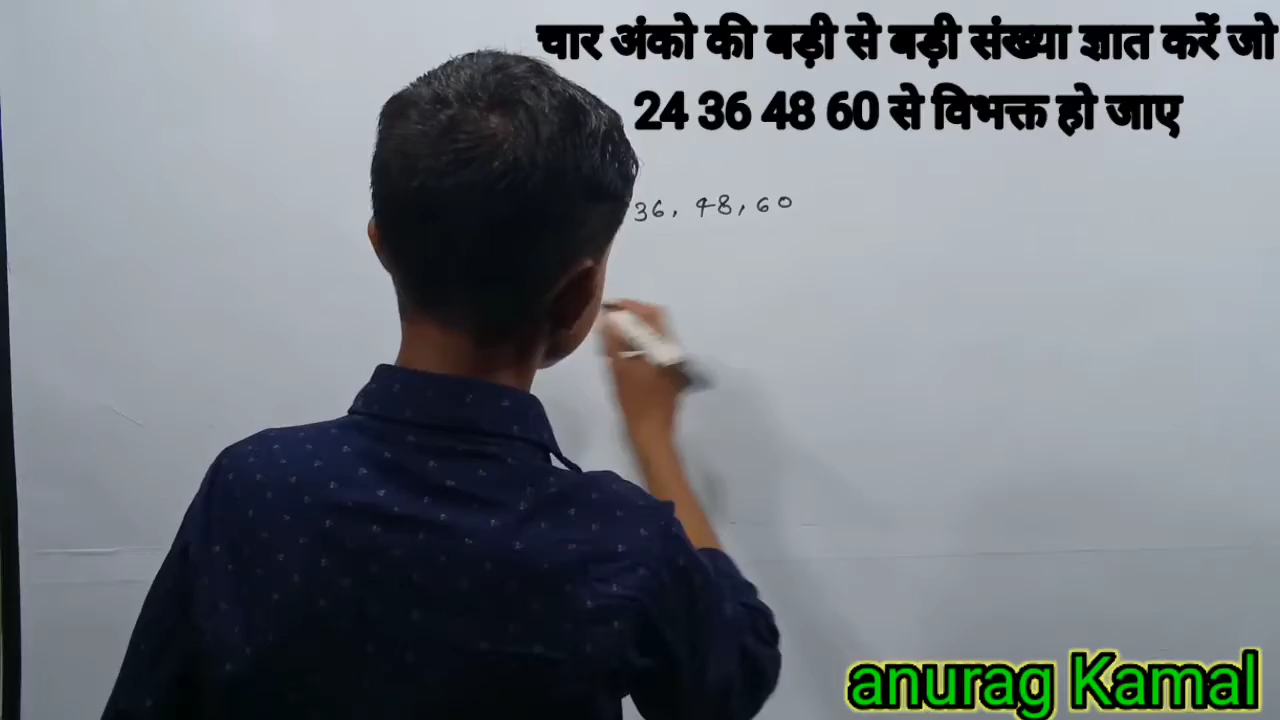 चार अंको की बड़ी से बड़ी संख्या ज्ञात करें जो
24 36 48 60 से विभक्त हो जाए
36, 48, 60
anurag Kamal